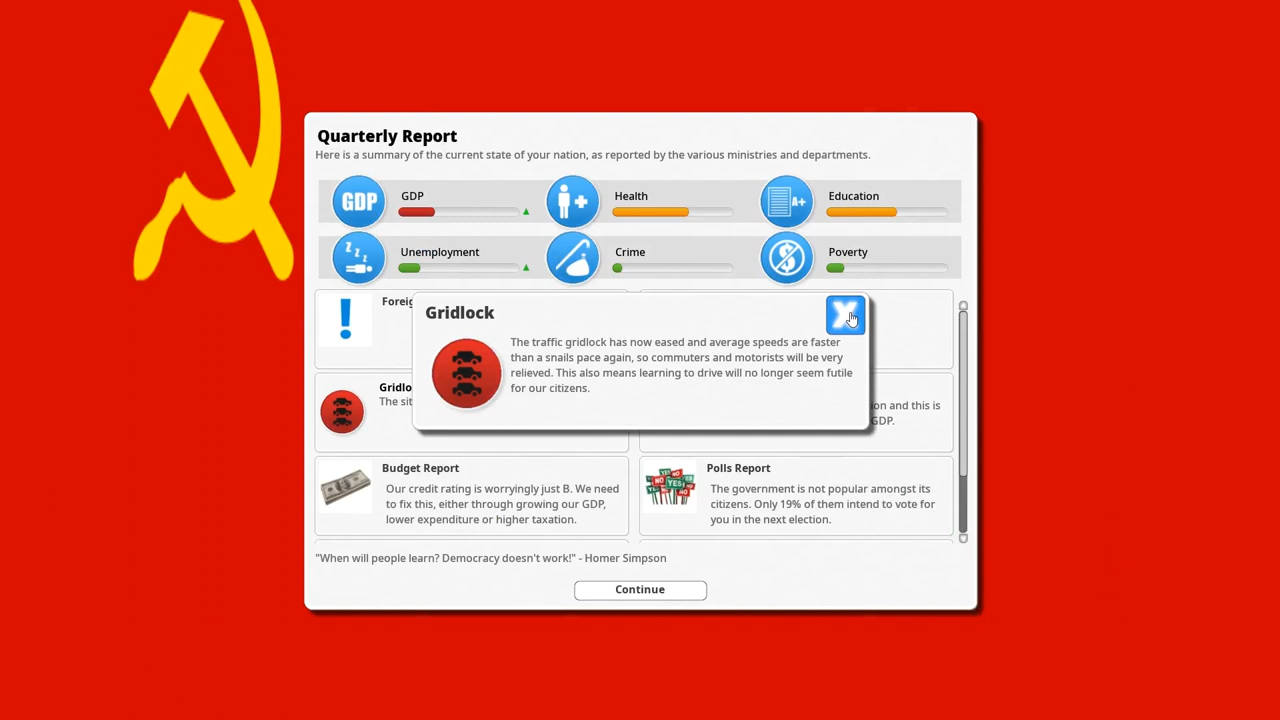 Quarterly Report
Here is a summary of the current state of your nation, as reported by the various ministries and departments.
GDP
GDP
Health
A+
Education
Unemployment
Crime
Poverty
Gridlock
X
The traffic gridlock has now eased and average speeds are faster
than a snails pace again, so commuters and motorists will be very
relieved. This also means learning to drive will no longer seem futile
for our citizens.
The sit
and this is
GDP.
Budget Report
Our credit rating is worryingly just B. We need
to fix this, either through growing our GDP,
lower expenditure or higher taxation.
Polls Report
NO
YES
NO
The government is not popular amongst its
citizens. Only 19% of them intend to vote for
you in the next election.
"When will people learn? Democracy doesn't work!" - Homer Simpson
Continue